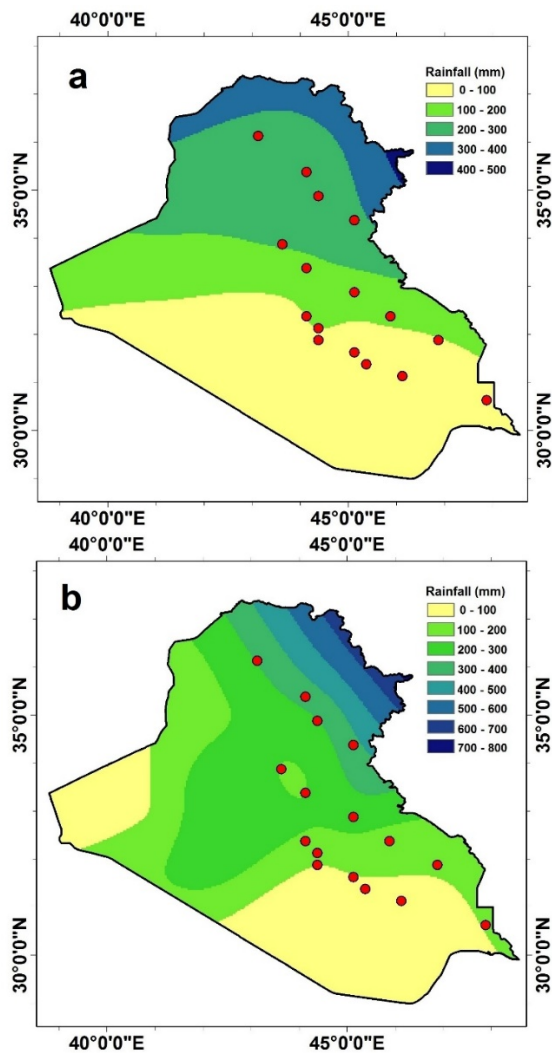 40°0'0"E 45°0'0"E
a
Rainfall (mm)
0 - 100
100 - 200
200 - 300
300 - 400
400 - 500
35°0'0"N 35°0'0"N
30°0'0"N 30°0'0"N
40°0'0"E 45°0'0"E
40°0'0"E 45°0'0"E
b
Rainfall (mm)
0 - 100
100 - 200
200 - 300
300 - 400
400 - 500
500 - 600
600 - 700
700 - 800
35°0'0"N 35°0'0"N
30°0'0"N 30°0'0"N
40°0'0"E 45°0'0"E